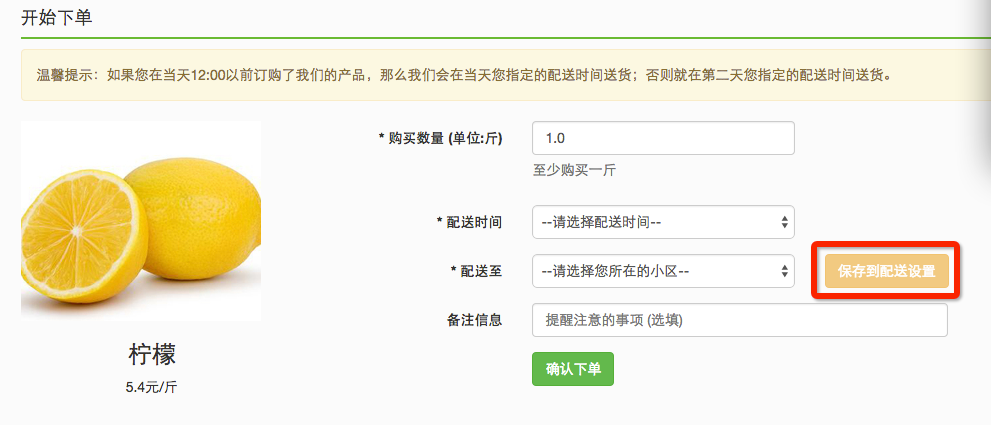 开始下单
温馨提示：如果您在当天12:00以前订购了我们的产品，那么我们会在当天您指定的配送时间送货；否则就在第二天您指定的配送时间送货。
* 购买数量 (单位:斤)
1.0
至少购买一斤
* 配送时间
--请选择配送时间--
* 配送至
--请选择您所在的小区--
保存到配送设置
备注信息
提醒注意的事项 (选填)
柠檬
5.4元/斤
确认下单